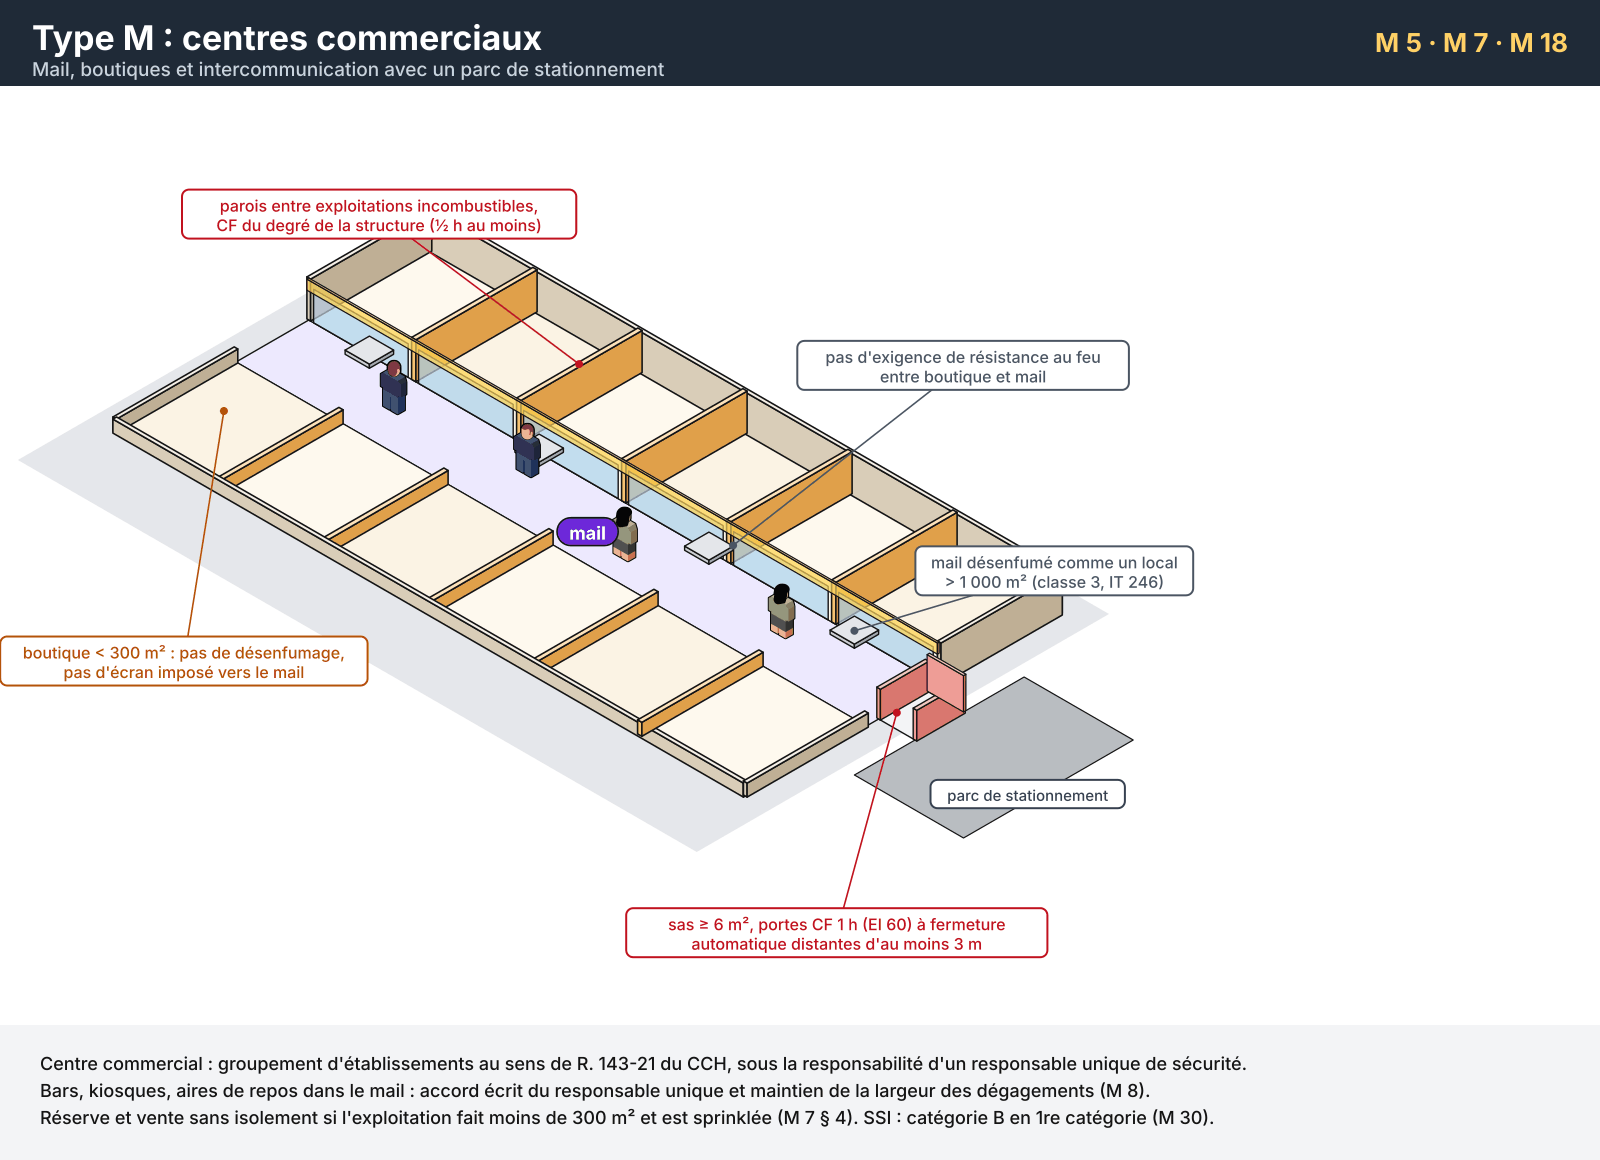 Type M : centres commerciaux
Mail, boutiques et intercommunication avec un parc de stationnement
M 5 · M 7 · M 18
parois entre exploitations incombustibles,
CF du degré de la structure (½ h au moins)
pas d'exigence de résistance au feu
entre boutique et mail
mail
mail désenfumé comme un local
> 1 000 m² (classe 3, IT 246)
boutique < 300 m² : pas de désenfumage,
pas d'écran imposé vers le mail
parc de stationnement
sas ≥ 6 m², portes CF 1 h (EI 60) à fermeture
automatique distantes d'au moins 3 m
Centre commercial : groupement d'établissements au sens de R. 143-21 du CCH, sous la responsabilité d'un responsable unique de sécurité.
Bars, kiosques, aires de repos dans le mail : accord écrit du responsable unique et maintien de la largeur des dégagements (M 8).
Réserve et vente sans isolement si l'exploitation fait moins de 300 m² et est sprinklée (M 7 § 4). SSI : catégorie B en 1re catégorie (M 30).